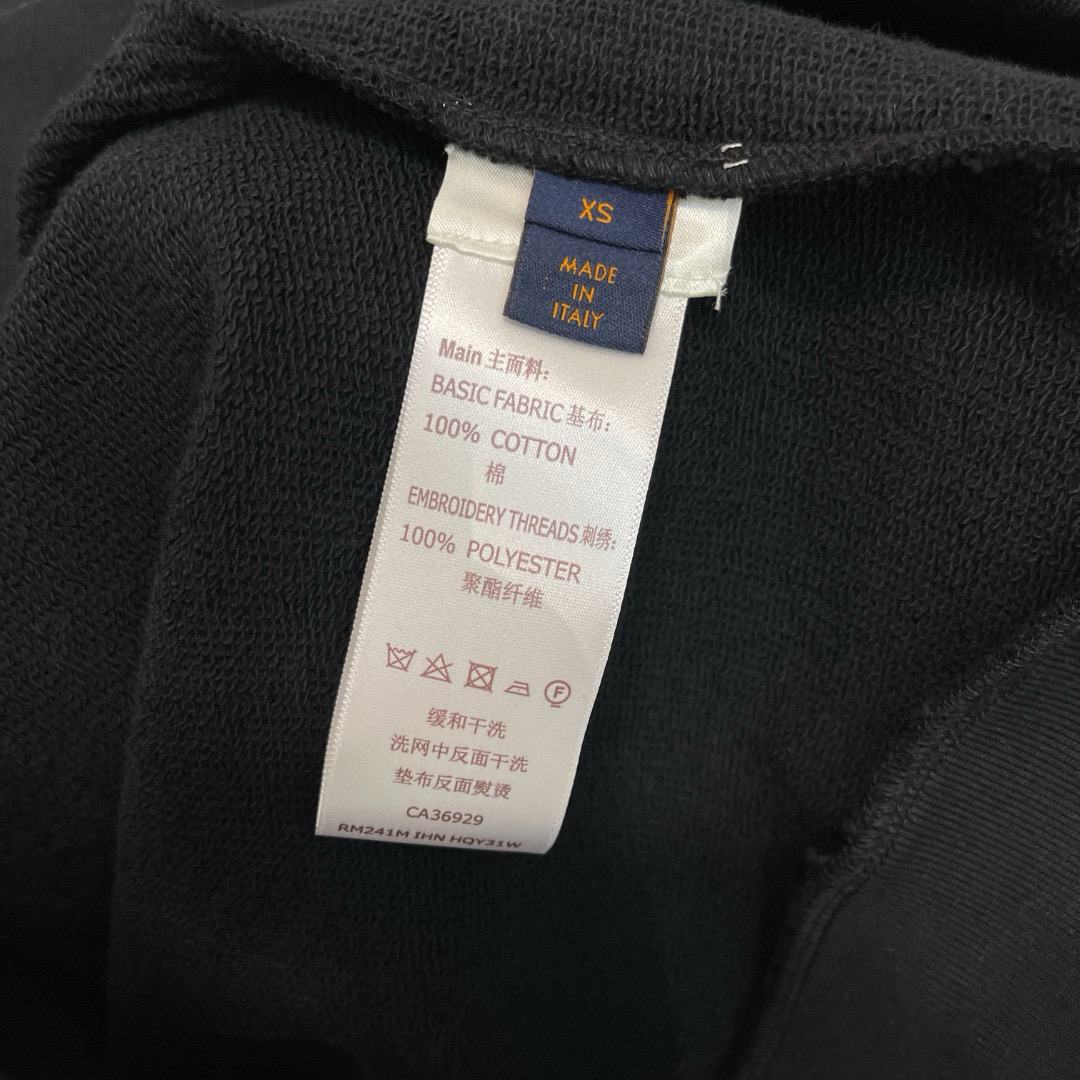 XS
MADE
IN
ITALY
Main 主面料:
BASIC FABRIC 基布:
100% COTTON
棉
EMBROIDERY THREADS 刺绣:
100% POLYESTER
聚酯纤维
F
缓和干洗
洗网中反面干洗
垫布反面熨烫
CA36929
RM241M IHN HQY31W